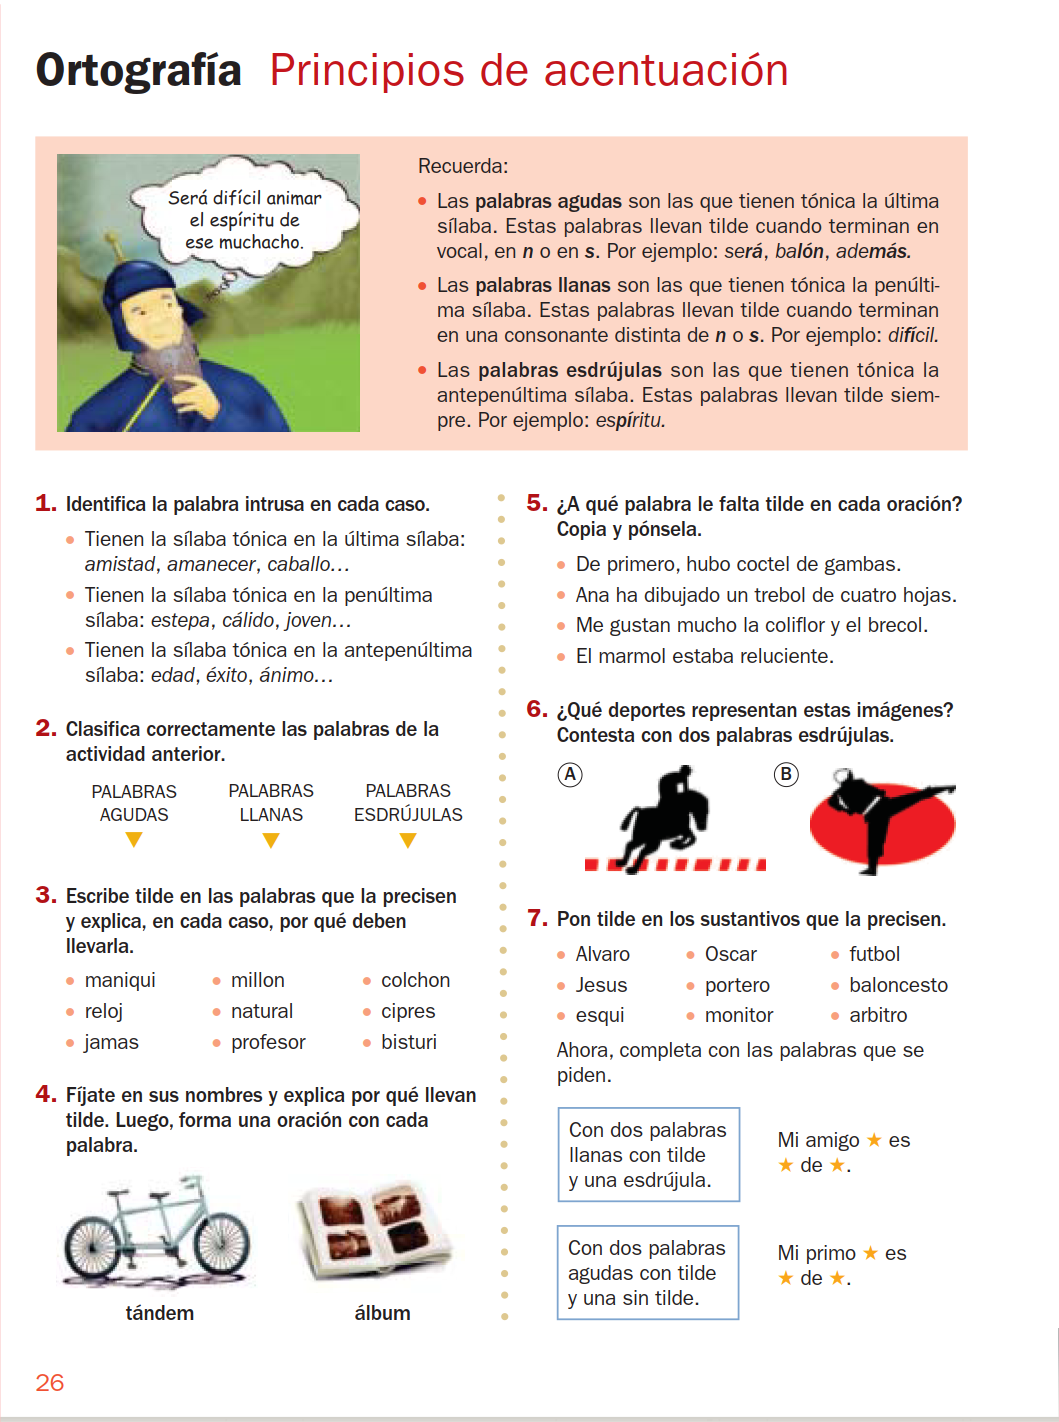 Ortografía Principios de acentuación
Será difícil animar
el espíritu de
ese muchacho.
Recuerda:
• Las palabras agudas son las que tienen tónica la última
sílaba. Estas palabras llevan tilde cuando terminan en
vocal, en n o en s. Por ejemplo: será, balón, además.
• Las palabras llanas son las que tienen tónica la penúlti-
ma sílaba. Estas palabras llevan tilde cuando terminan
en una consonante distinta de n o s. Por ejemplo: difícil.
• Las palabras esdrújulas son las que tienen tónica la
antepenúltima sílaba. Estas palabras llevan tilde siem-
pre. Por ejemplo: espíritu.
1. Identifica la palabra intrusa en cada caso.
• Tienen la sílaba tónica en la última sílaba:
amistad, amanecer, caballo…
• Tienen la sílaba tónica en la penúltima
sílaba: estepa, cálido, joven…
• Tienen la sílaba tónica en la antepenúltima
sílaba: edad, éxito, ánimo…
2. Clasifica correctamente las palabras de la
actividad anterior.
PALABRAS AGUDAS
PALABRAS LLANAS
PALABRAS ESDRÚJULAS
3. Escribe tilde en las palabras que la precisen
y explica, en cada caso, por qué deben
llevarla.
• maniqui • millon • colchon
• reloj • natural • cipres
• jamas • profesor • bisturi
4. Fíjate en sus nombres y explica por qué llevan
tilde. Luego, forma una oración con cada
palabra.
tándem álbum
5. ¿A qué palabra le falta tilde en cada oración?
Copia y pónsela.
• De primero, hubo coctel de gambas.
• Ana ha dibujado un trebol de cuatro hojas.
• Me gustan mucho la coliflor y el brecol.
• El marmol estaba reluciente.
6. ¿Qué deportes representan estas imágenes?
Contesta con dos palabras esdrújulas.
A B
7. Pon tilde en los sustantivos que la precisen.
• Alvaro • Oscar • futbol
• Jesus • portero • baloncesto
• esqui • monitor • arbitro
Ahora, completa con las palabras que se
piden.
Con dos palabras
llanas con tilde
y una esdrújula.
Mi amigo ★ es
★ de ★.
Con dos palabras
agudas con tilde
y una sin tilde.
Mi primo ★ es
★ de ★.
26